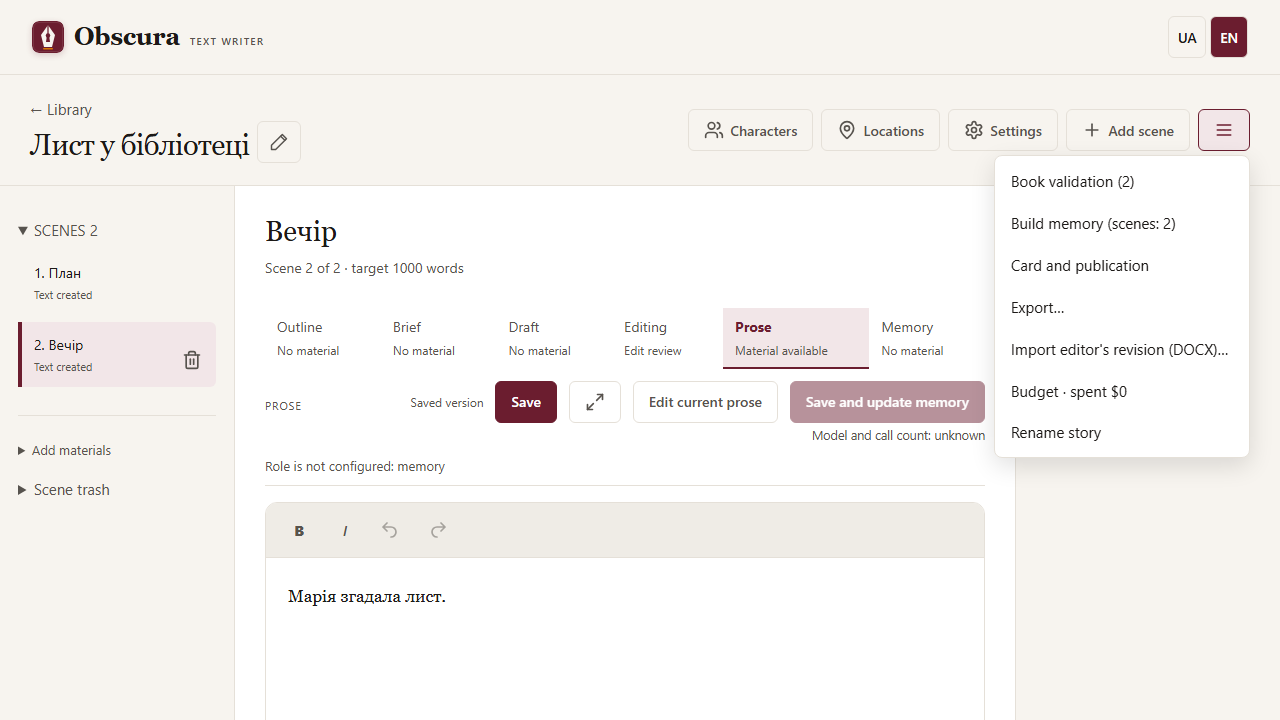 Obscura TEXT WRITER
UA EN
← Library
Лист у бібліотеці
Characters
Locations
Settings
Add scene
Book validation (2)
Build memory (scenes: 2)
Card and publication
Export...
Import editor's revision (DOCX)...
Budget · spent $0
Rename story
SCENES 2
1. План
Text created
2. Вечір
Text created
Add materials
Scene trash
Вечір
Scene 2 of 2 · target 1000 words
Outline
No material
Brief
No material
Draft
No material
Editing
Edit review
Prose
Material available
Memory
No material
PROSE
Saved version
Save
Edit current prose
Save and update memory
Model and call count: unknown
Role is not configured: memory
B I
Марія згадала лист.